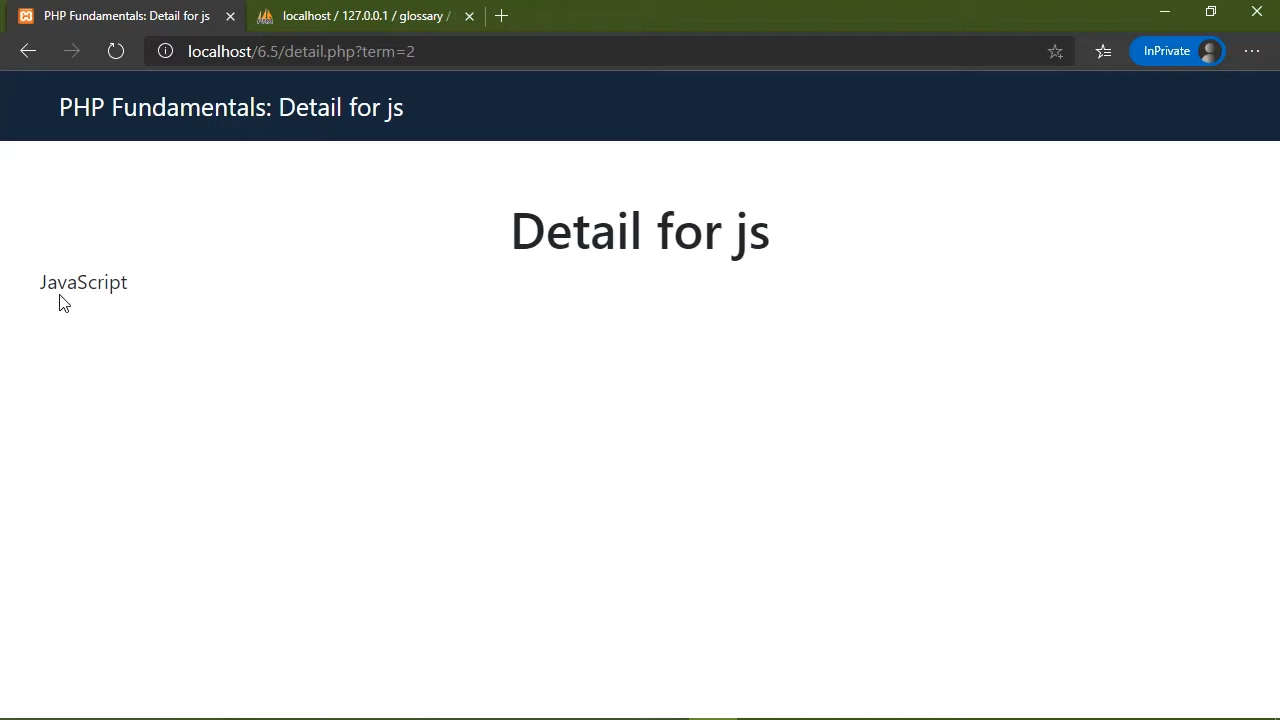 PHP Fundamentals: Detail for js
localhost / 127.0.0.1 / glossary /
localhost/6.5/detail.php?term=2
InPrivate
PHP Fundamentals: Detail for js
Detail for js
JavaScript